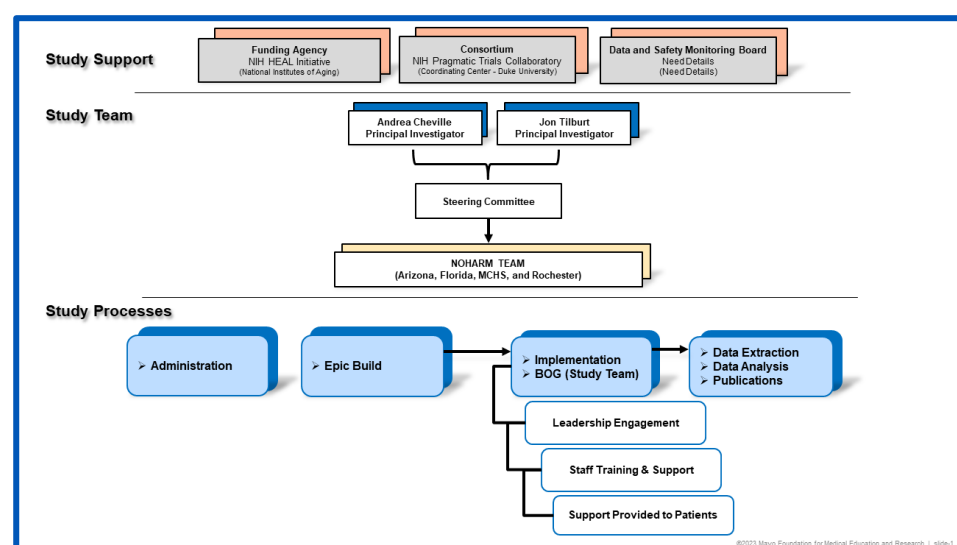 Study Support
Funding Agency
NIH HEAL Initiative
(National Institutes of Aging)
Consortium
NIH Pragmatic Trials Collaboratory
(Coordinating Center – Duke University)
Data and Safety Monitoring Board
Need Details
(Need Details)
Study Team
Andrea Cheville
Principal Investigator
Jon Tilburt
Principal Investigator
Steering Committee
NOHARM TEAM
(Arizona, Florida, MCHS, and Rochester)
Study Processes
➢ Administration
➢ Epic Build
➢ Implementation
➢ BOG (Study Team)
➢ Data Extraction
➢ Data Analysis
➢ Publications
Leadership Engagement
Staff Training & Support
Support Provided to Patients
©2023 Mayo Foundation for Medical Education and Research | slide-1